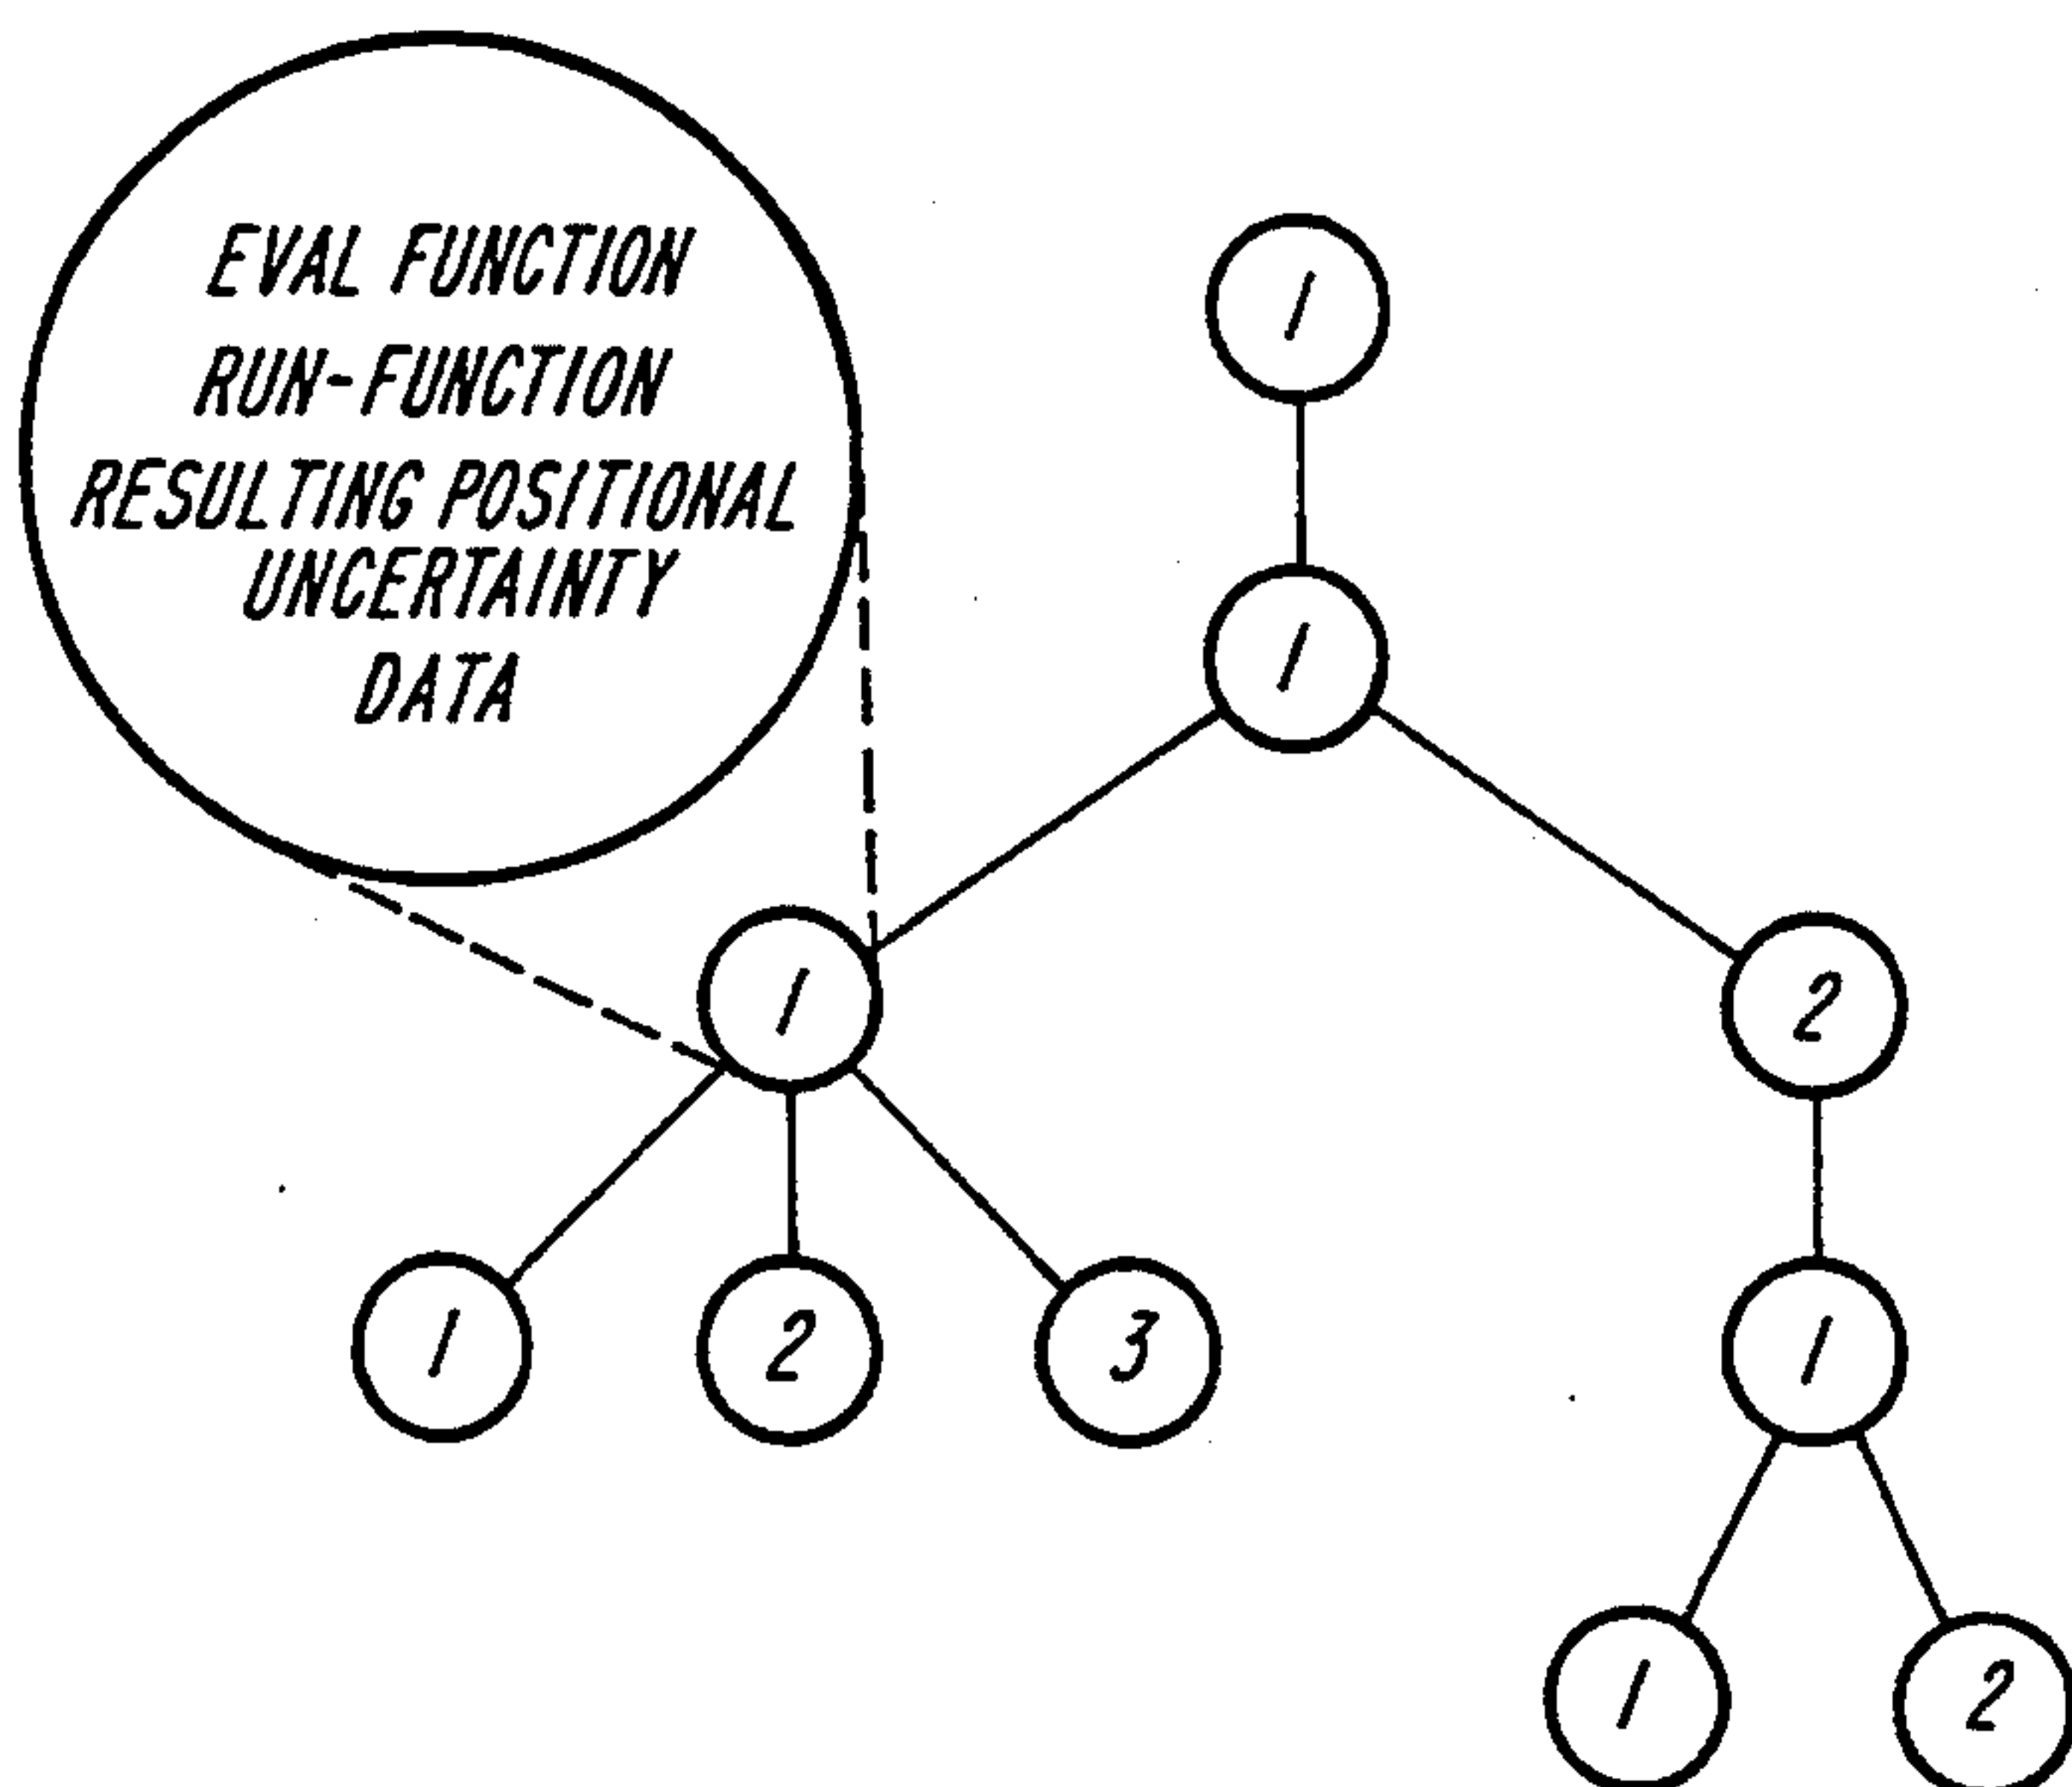 EVAL FUNCTION
RUN-FUNCTION
RESULTING POSITIONAL
UNCERTAINTY
DATA
1
1
1
2
1
2
3
1
1
2